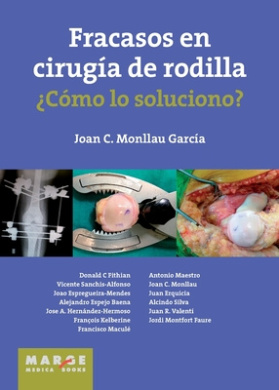 Fracasos en
cirugía de rodilla
¿Cómo lo soluciono?
Joan C. Monllau García
Donald C Fithian
Vicente Sanchis-Alfonso
Joao Espregueira-Mendes
Alejandro Espejo Baena
Jose A. Hernández-Hermoso
François Kelberine
Francisco Maculé
Antonio Maestro
Joan C. Monllau
Juan Erquicia
Alcindo Silva
Juan R. Valentí
Jordi Montfort Faure
MARGE
MEDICA BOOKS